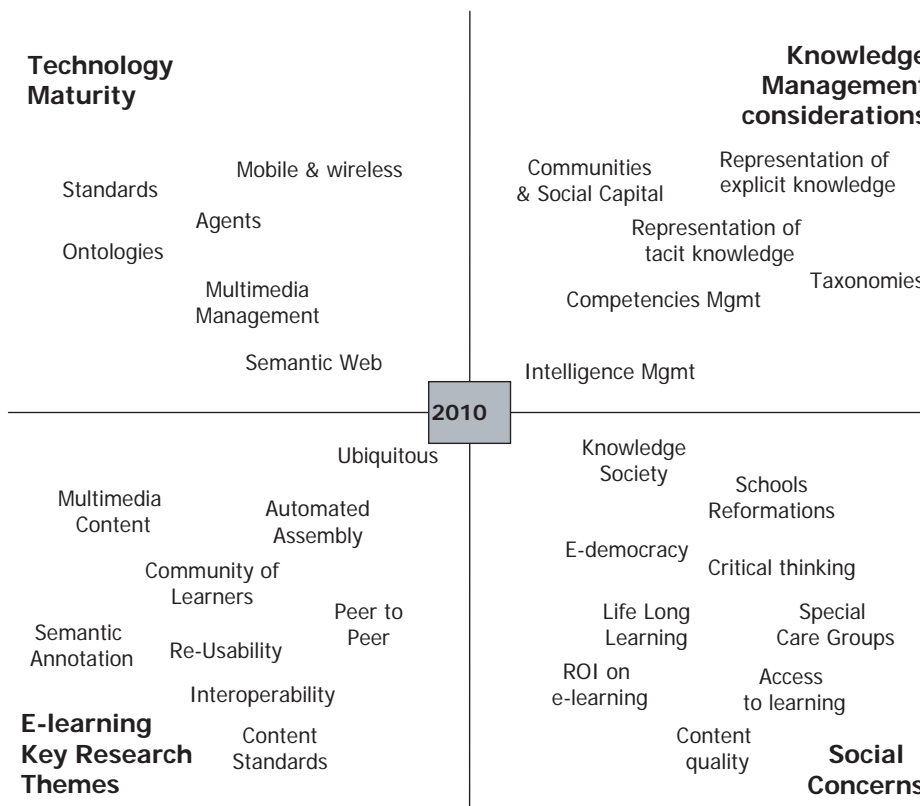 Technology
Maturity
Mobile & wireless
Standards
Agents
Ontologies
Multimedia
Management
Semantic Web
Knowledge
Management
considerations
Communities
& Social Capital
Representation of
explicit knowledge
Representation of
tacit knowledge
Taxonomies
Competencies Mgmt
Intelligence Mgmt
2010
Ubiquitous
Multimedia
Content
Automated
Assembly
Community of
Learners
Peer to
Peer
Semantic
Annotation
Re-Usability
Interoperability
Content
Standards
E-learning
Key Research
Themes
Knowledge
Society
Schools
Reformations
E-democracy
Critical thinking
Life Long
Learning
Special
Care Groups
ROI on
e-learning
Access
to learning
Content
quality
Social
Concerns